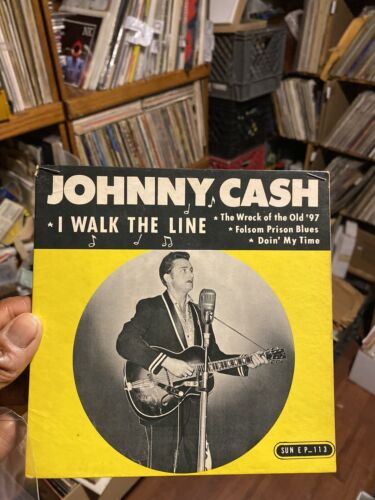 JOHNNY CASH
* I WALK THE LINE
* The Wreck of the Old '97
* Folsom Prison Blues
* Doin' My Time
SUN EP-113